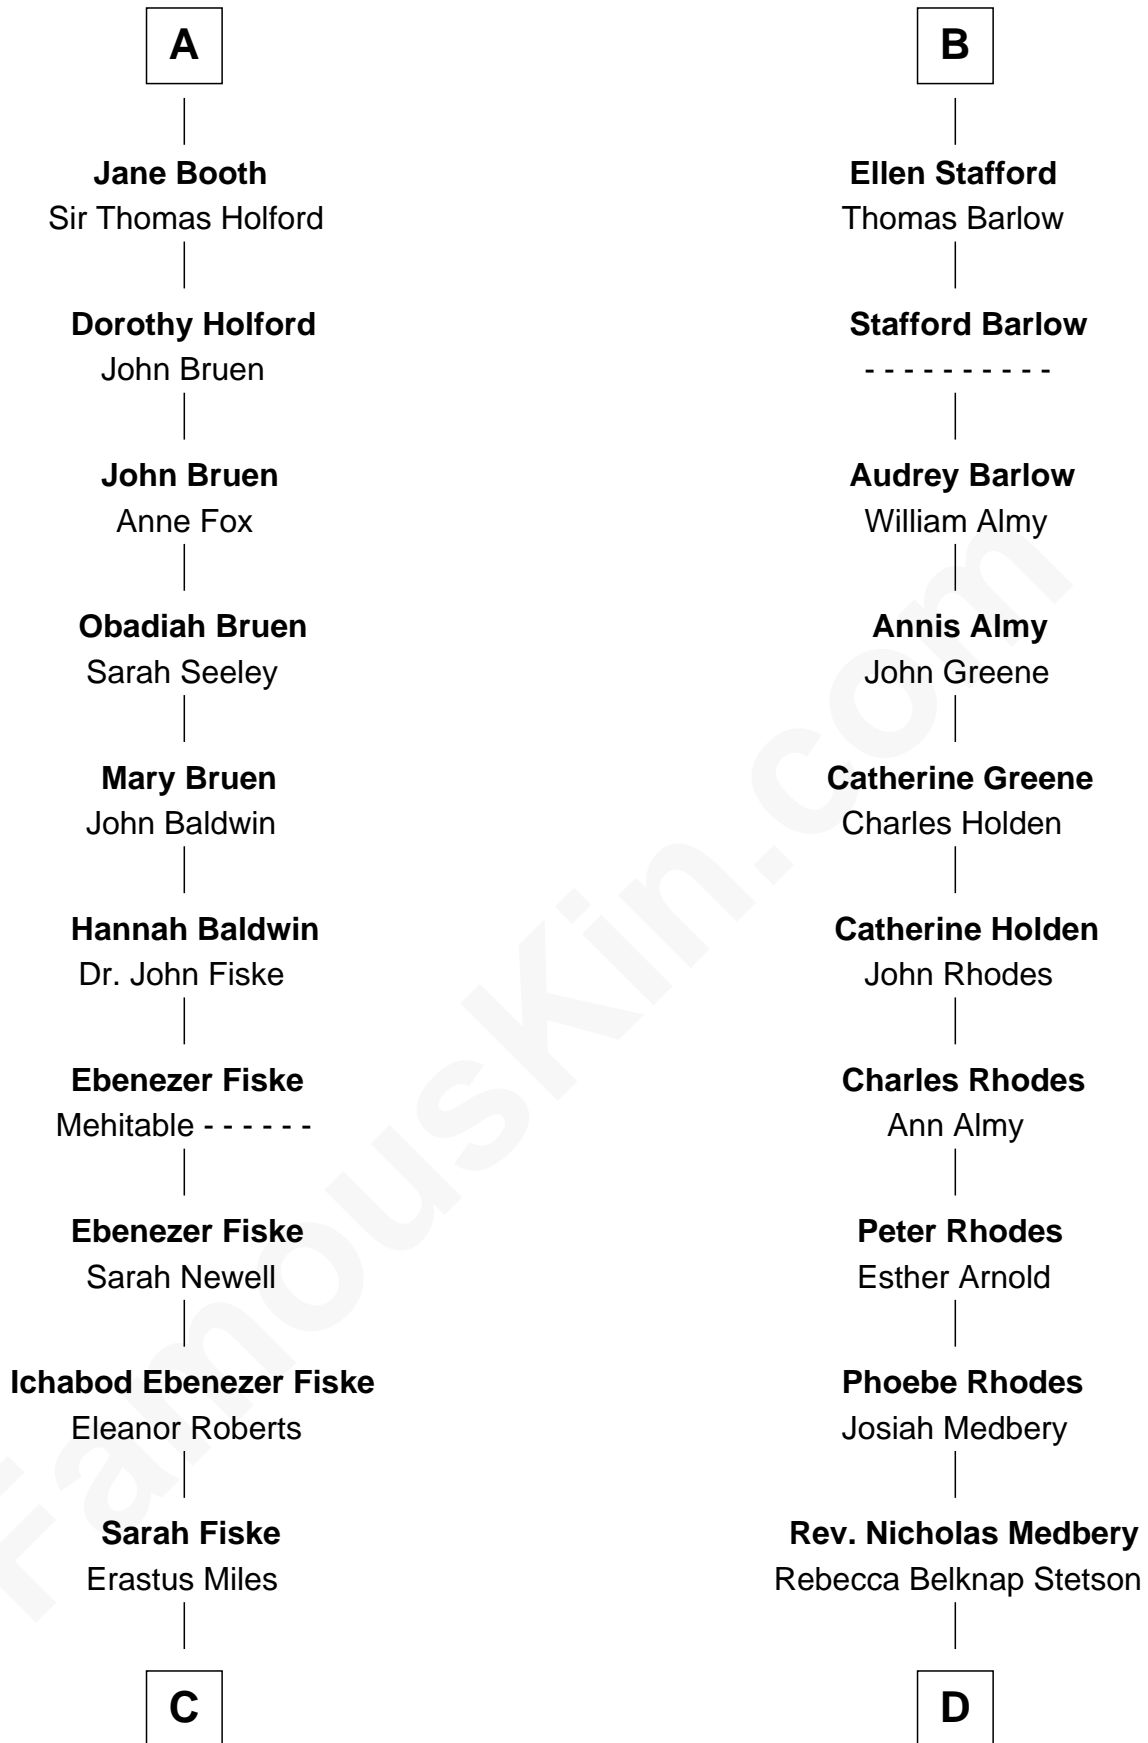 A
Jane Booth
Sir Thomas Holford
Dorothy Holford
John Bruen
John Bruen
Anne Fox
Obadiah Bruen
Sarah Seeley
Mary Bruen
John Baldwin
Hannah Baldwin
Dr. John Fiske
Ebenezer Fiske
Mehitable - - - - - -
Ebenezer Fiske
Sarah Newell
Ichabod Ebenezer Fiske
Eleanor Roberts
Sarah Fiske
Erastus Miles
C
B
Ellen Stafford
Thomas Barlow
Stafford Barlow
- - - - - - - - - -
Audrey Barlow
William Almy
Annis Almy
John Greene
Catherine Greene
Charles Holden
Catherine Holden
John Rhodes
Charles Rhodes
Ann Almy
Peter Rhodes
Esther Arnold
Phoebe Rhodes
Josiah Medbery
Rev. Nicholas Medbery
Rebecca Belknap Stetson
D
FamousKin.com